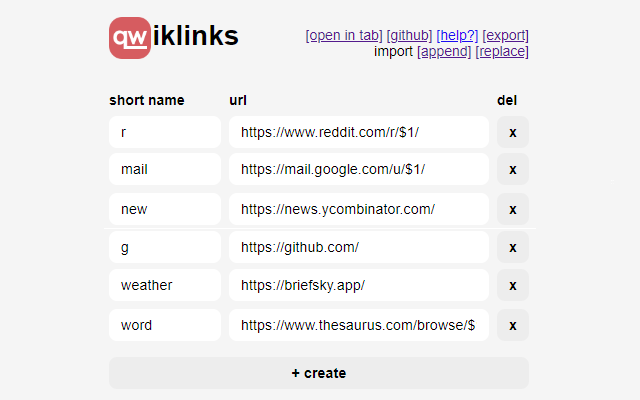 qwiklinks
[open in tab] [github] [help?] [export]
import [append] [replace]
short name url del
r https://www.reddit.com/r/$1/ x
mail https://mail.google.com/u/$1/ x
new https://news.ycombinator.com/ x
g https://github.com/ x
weather https://briefsky.app/ x
word https://www.thesaurus.com/browse/$ x
+ create